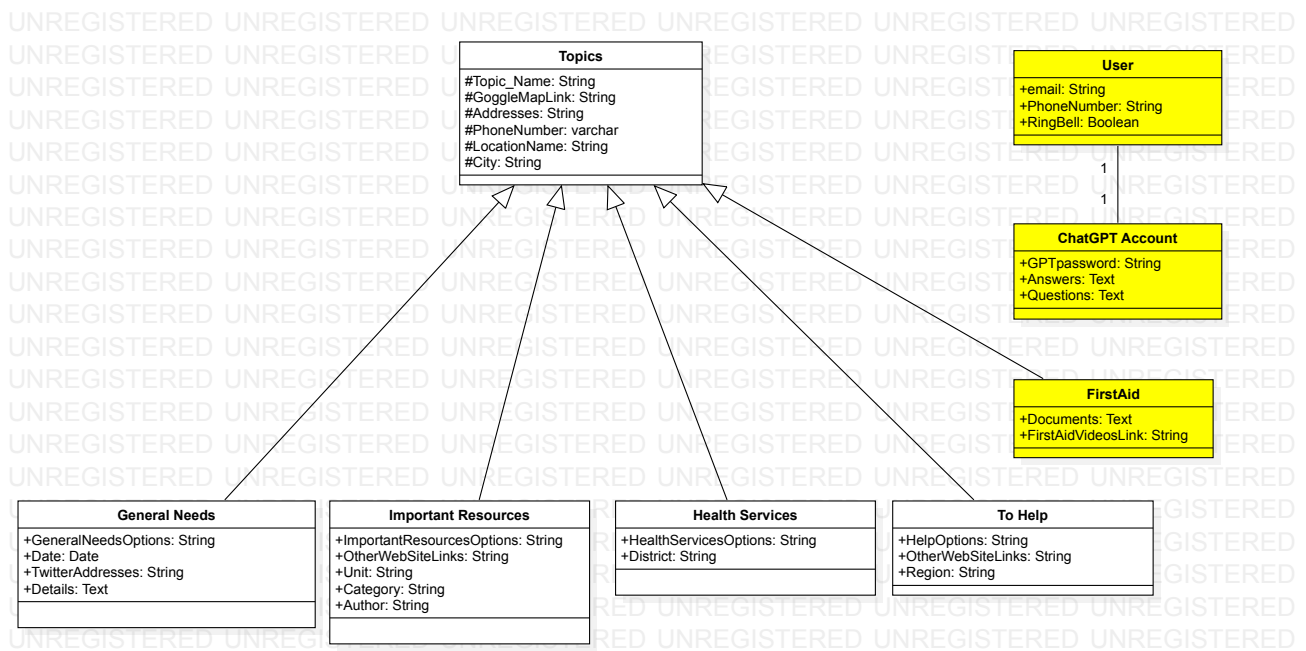 UNREGISTERED UNREGISTERED UNREGISTERED UNREGISTERED UNREGISTERED UNREGISTERED
Topics
#Topic_Name: String
#GoggleMapLink: String
#Addresses: String
#PhoneNumber: varchar
#LocationName: String
#City: String
User
+email: String
+PhoneNumber: String
+RingBell: Boolean
1
1
ChatGPT Account
+GPTpassword: String
+Answers: Text
+Questions: Text
FirstAid
+Documents: Text
+FirstAidVideosLink: String
General Needs
+GeneralNeedsOptions: String
+Date: Date
+TwitterAddresses: String
+Details: Text
Important Resources
+ImportantResourcesOptions: String
+OtherWebSiteLinks: String
+Unit: String
+Category: String
+Author: String
Health Services
+HealthServicesOptions: String
+District: String
To Help
+HelpOptions: String
+OtherWebSiteLinks: String
+Region: String